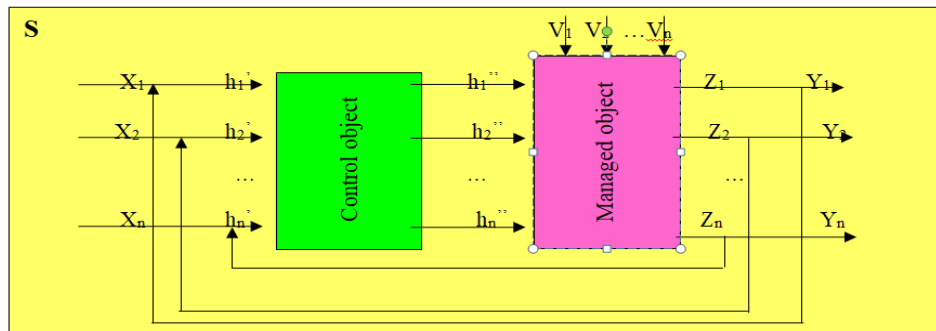 S
V₁ V₂ …Vₙ
X₁ h₁' h₁'' Z₁ Y₁
X₂ h₂' h₂'' Z₂ Y₂
… … …
Xₙ hₙ' hₙ'' Zₙ Yₙ
Control object
Managed object